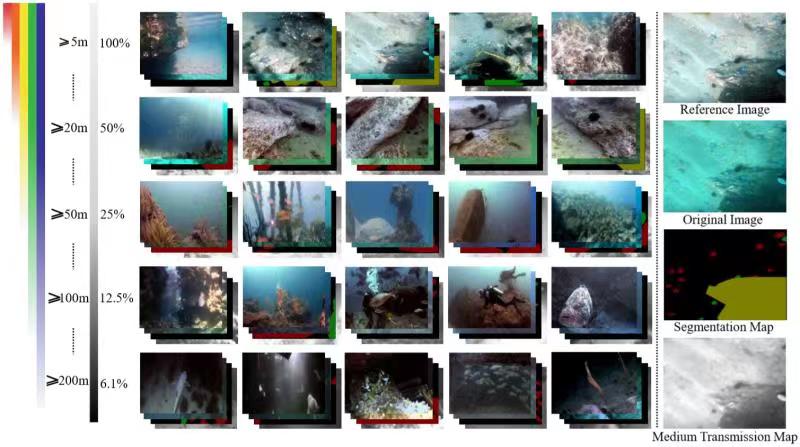 ⩾5m 100%
⩾20m 50%
⩾50m 25%
⩾100m 12.5%
⩾200m 6.1%
Reference Image
Original Image
Segmentation Map
Medium Transmission Map